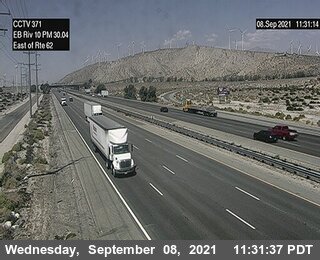 CCTV 371
EB Riv 10 PM 30.04
East of Rte 62
08.Sep 2021 11:31:14
Wednesday, September 08, 2021 11:31:37 PDT